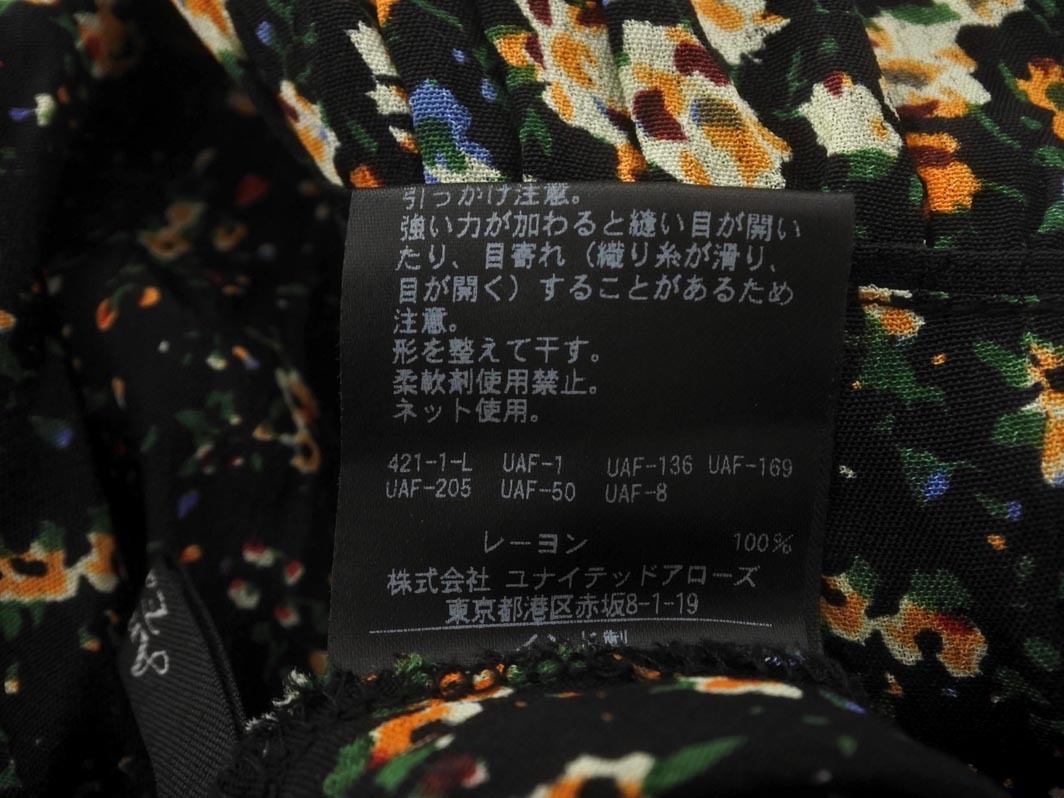 引っかけ注意。
強い力が加わると縫い目が開い
たり、目寄れ（織り糸が滑り、
目が開く）することがあるため
注意。
形を整えて干す。
柔軟剤使用禁止。
ネット使用。
421-1-L UAF-1 UAF-136 UAF-169
UAF-205 UAF-50 UAF-8
レーヨン 100%
株式会社 ユナイテッドアローズ
東京都港区赤坂8-1-19
インド製